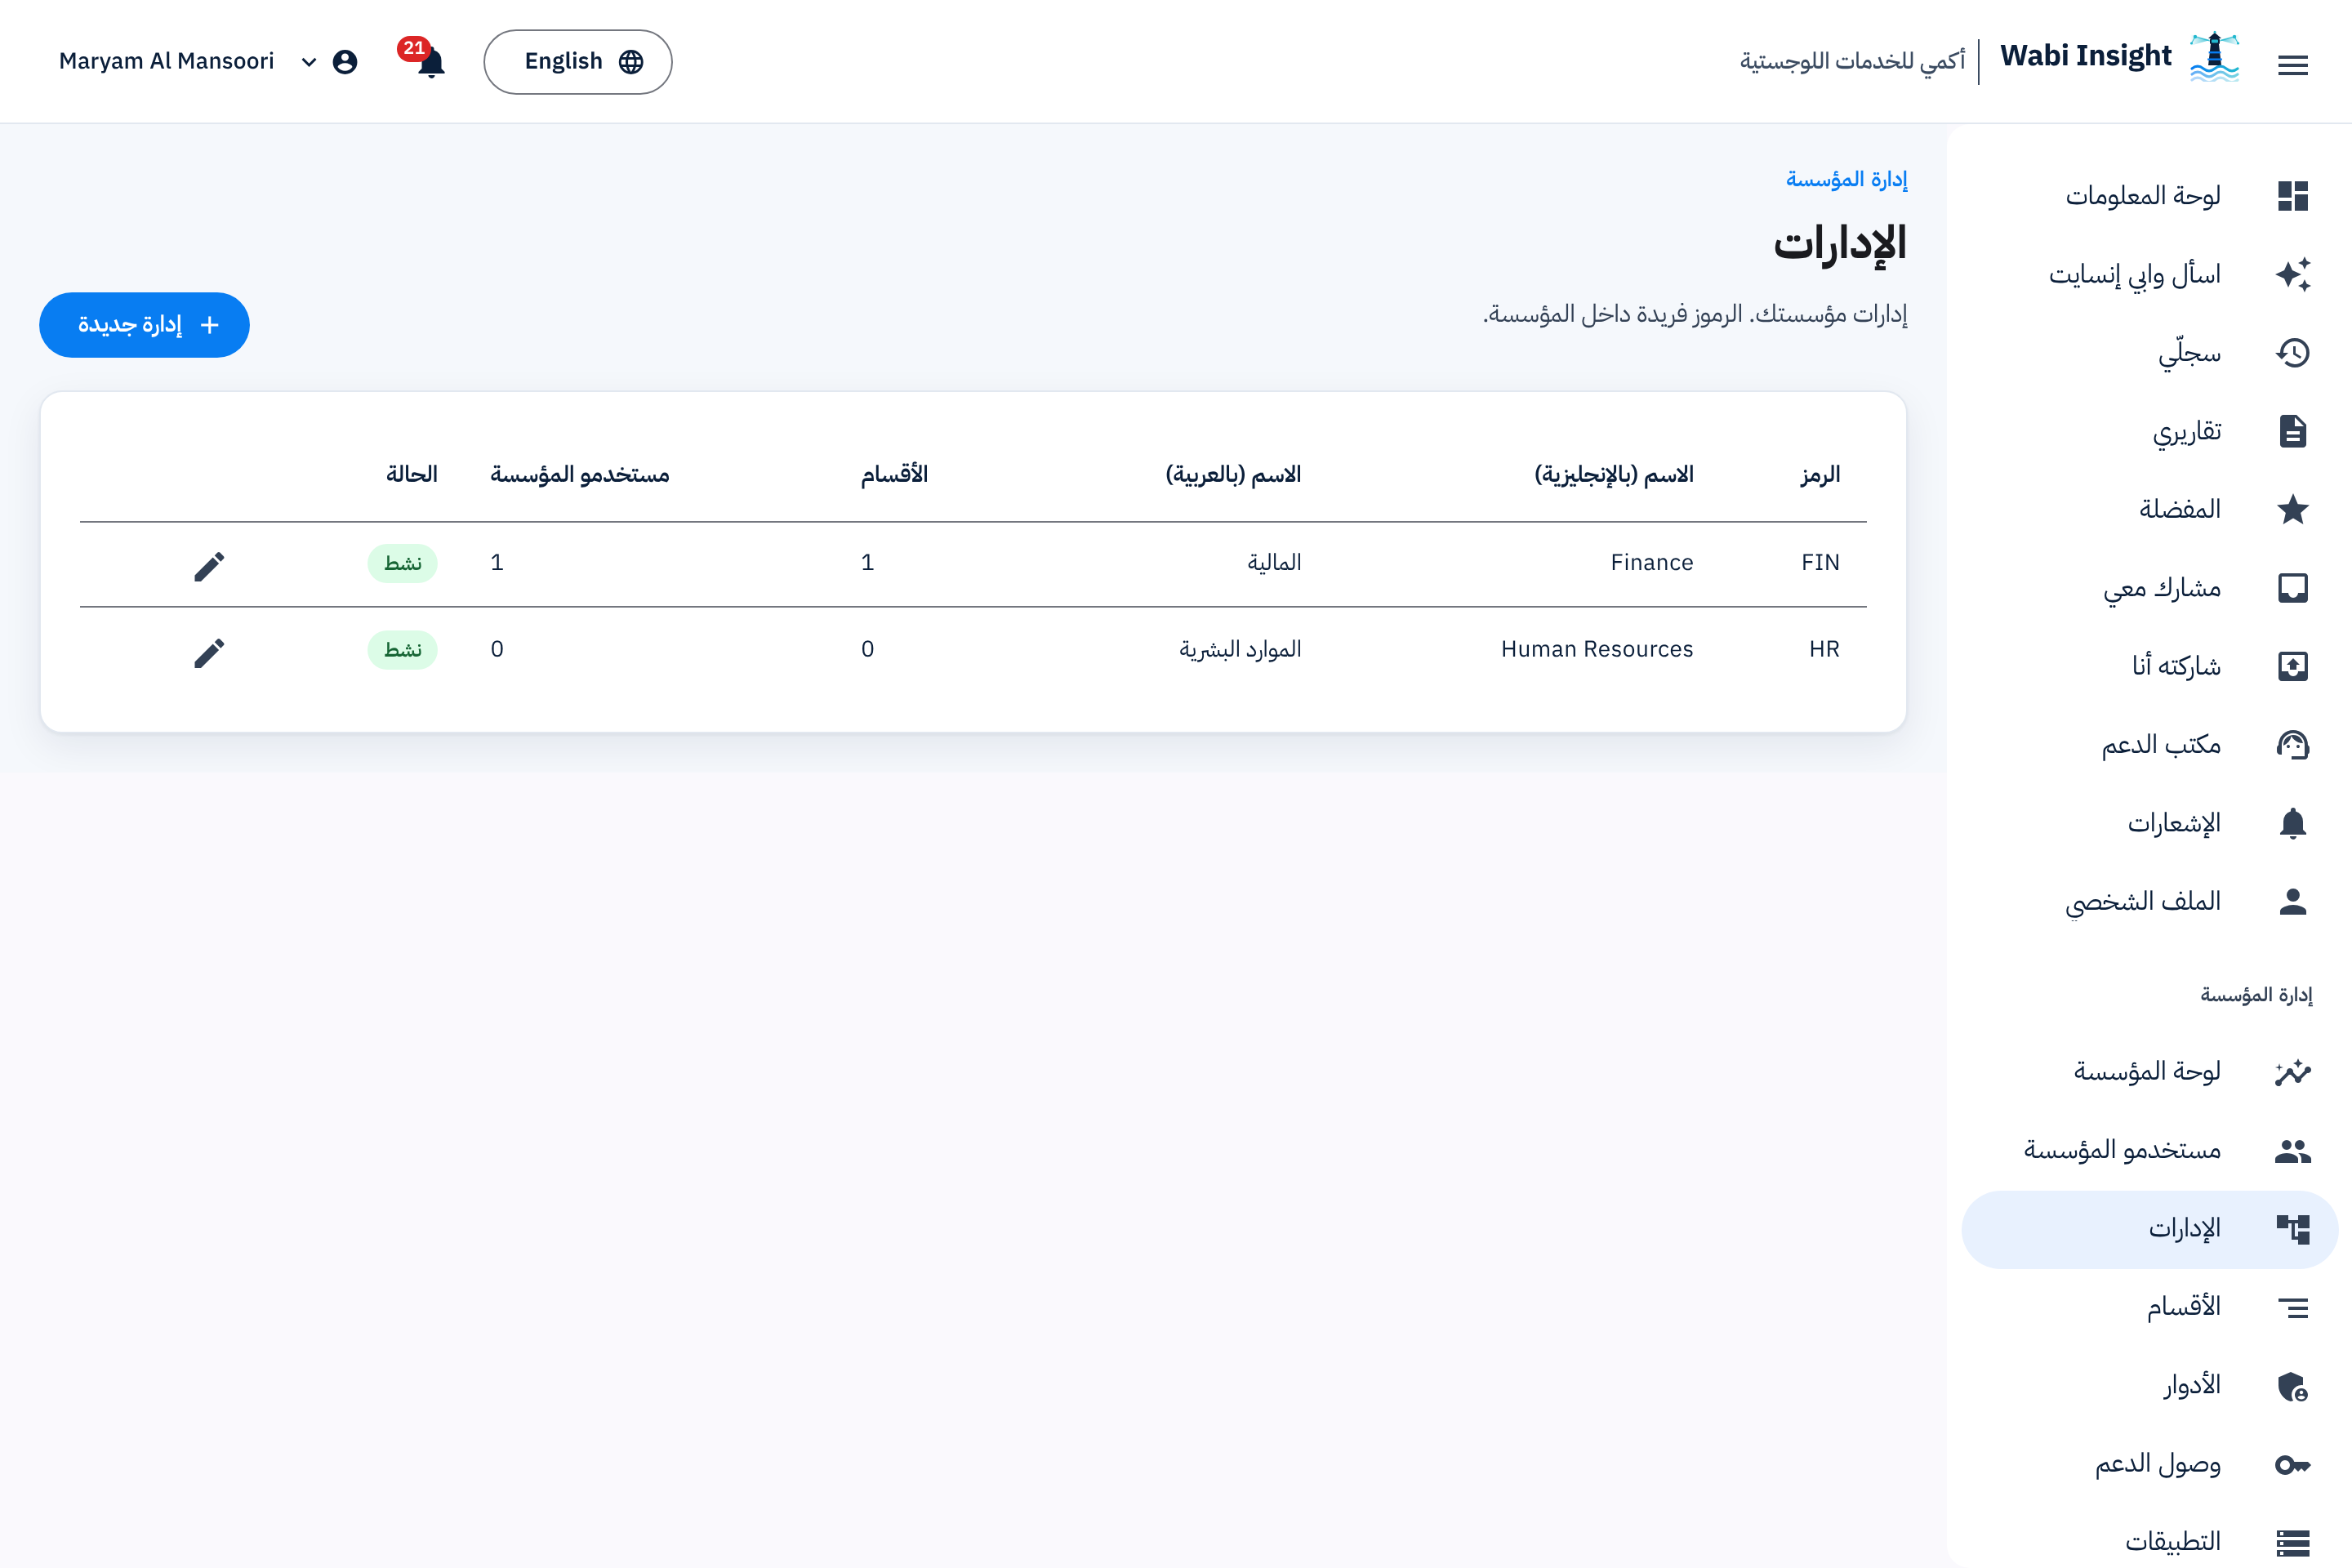 Wabi Insight
أكمي للخدمات اللوجستية
English
21
Maryam Al Mansoori
لوحة المعلومات
اسأل وابي إنسايت
سجلّي
تقاريري
المفضلة
مشارك معي
شاركته أنا
مكتب الدعم
الإشعارات
الملف الشخصي
إدارة المؤسسة
لوحة المؤسسة
مستخدمو المؤسسة
الإدارات
الأقسام
الأدوار
وصول الدعم
التطبيقات
إدارة المؤسسة
الإدارات
إدارات مؤسستك. الرموز فريدة داخل المؤسسة.
إدارة جديدة
الرمز الاسم (بالإنجليزية) الاسم (بالعربية) الأقسام مستخدمو المؤسسة الحالة
FIN Finance المالية 1 1 نشط
HR Human Resources الموارد البشرية 0 0 نشط